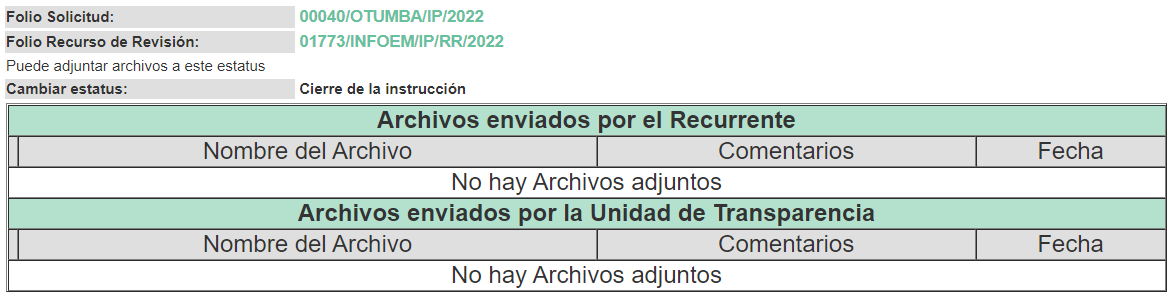 Folio Solicitud: 00040/OTUMBA/IP/2022
Folio Recurso de Revisión: 01773/INFOEM/IP/RR/2022
Puede adjuntar archivos a este estatus
Cambiar estatus: Cierre de la instrucción
Archivos enviados por el Recurrente
Nombre del Archivo Comentarios Fecha
No hay Archivos adjuntos
Archivos enviados por la Unidad de Transparencia
Nombre del Archivo Comentarios Fecha
No hay Archivos adjuntos